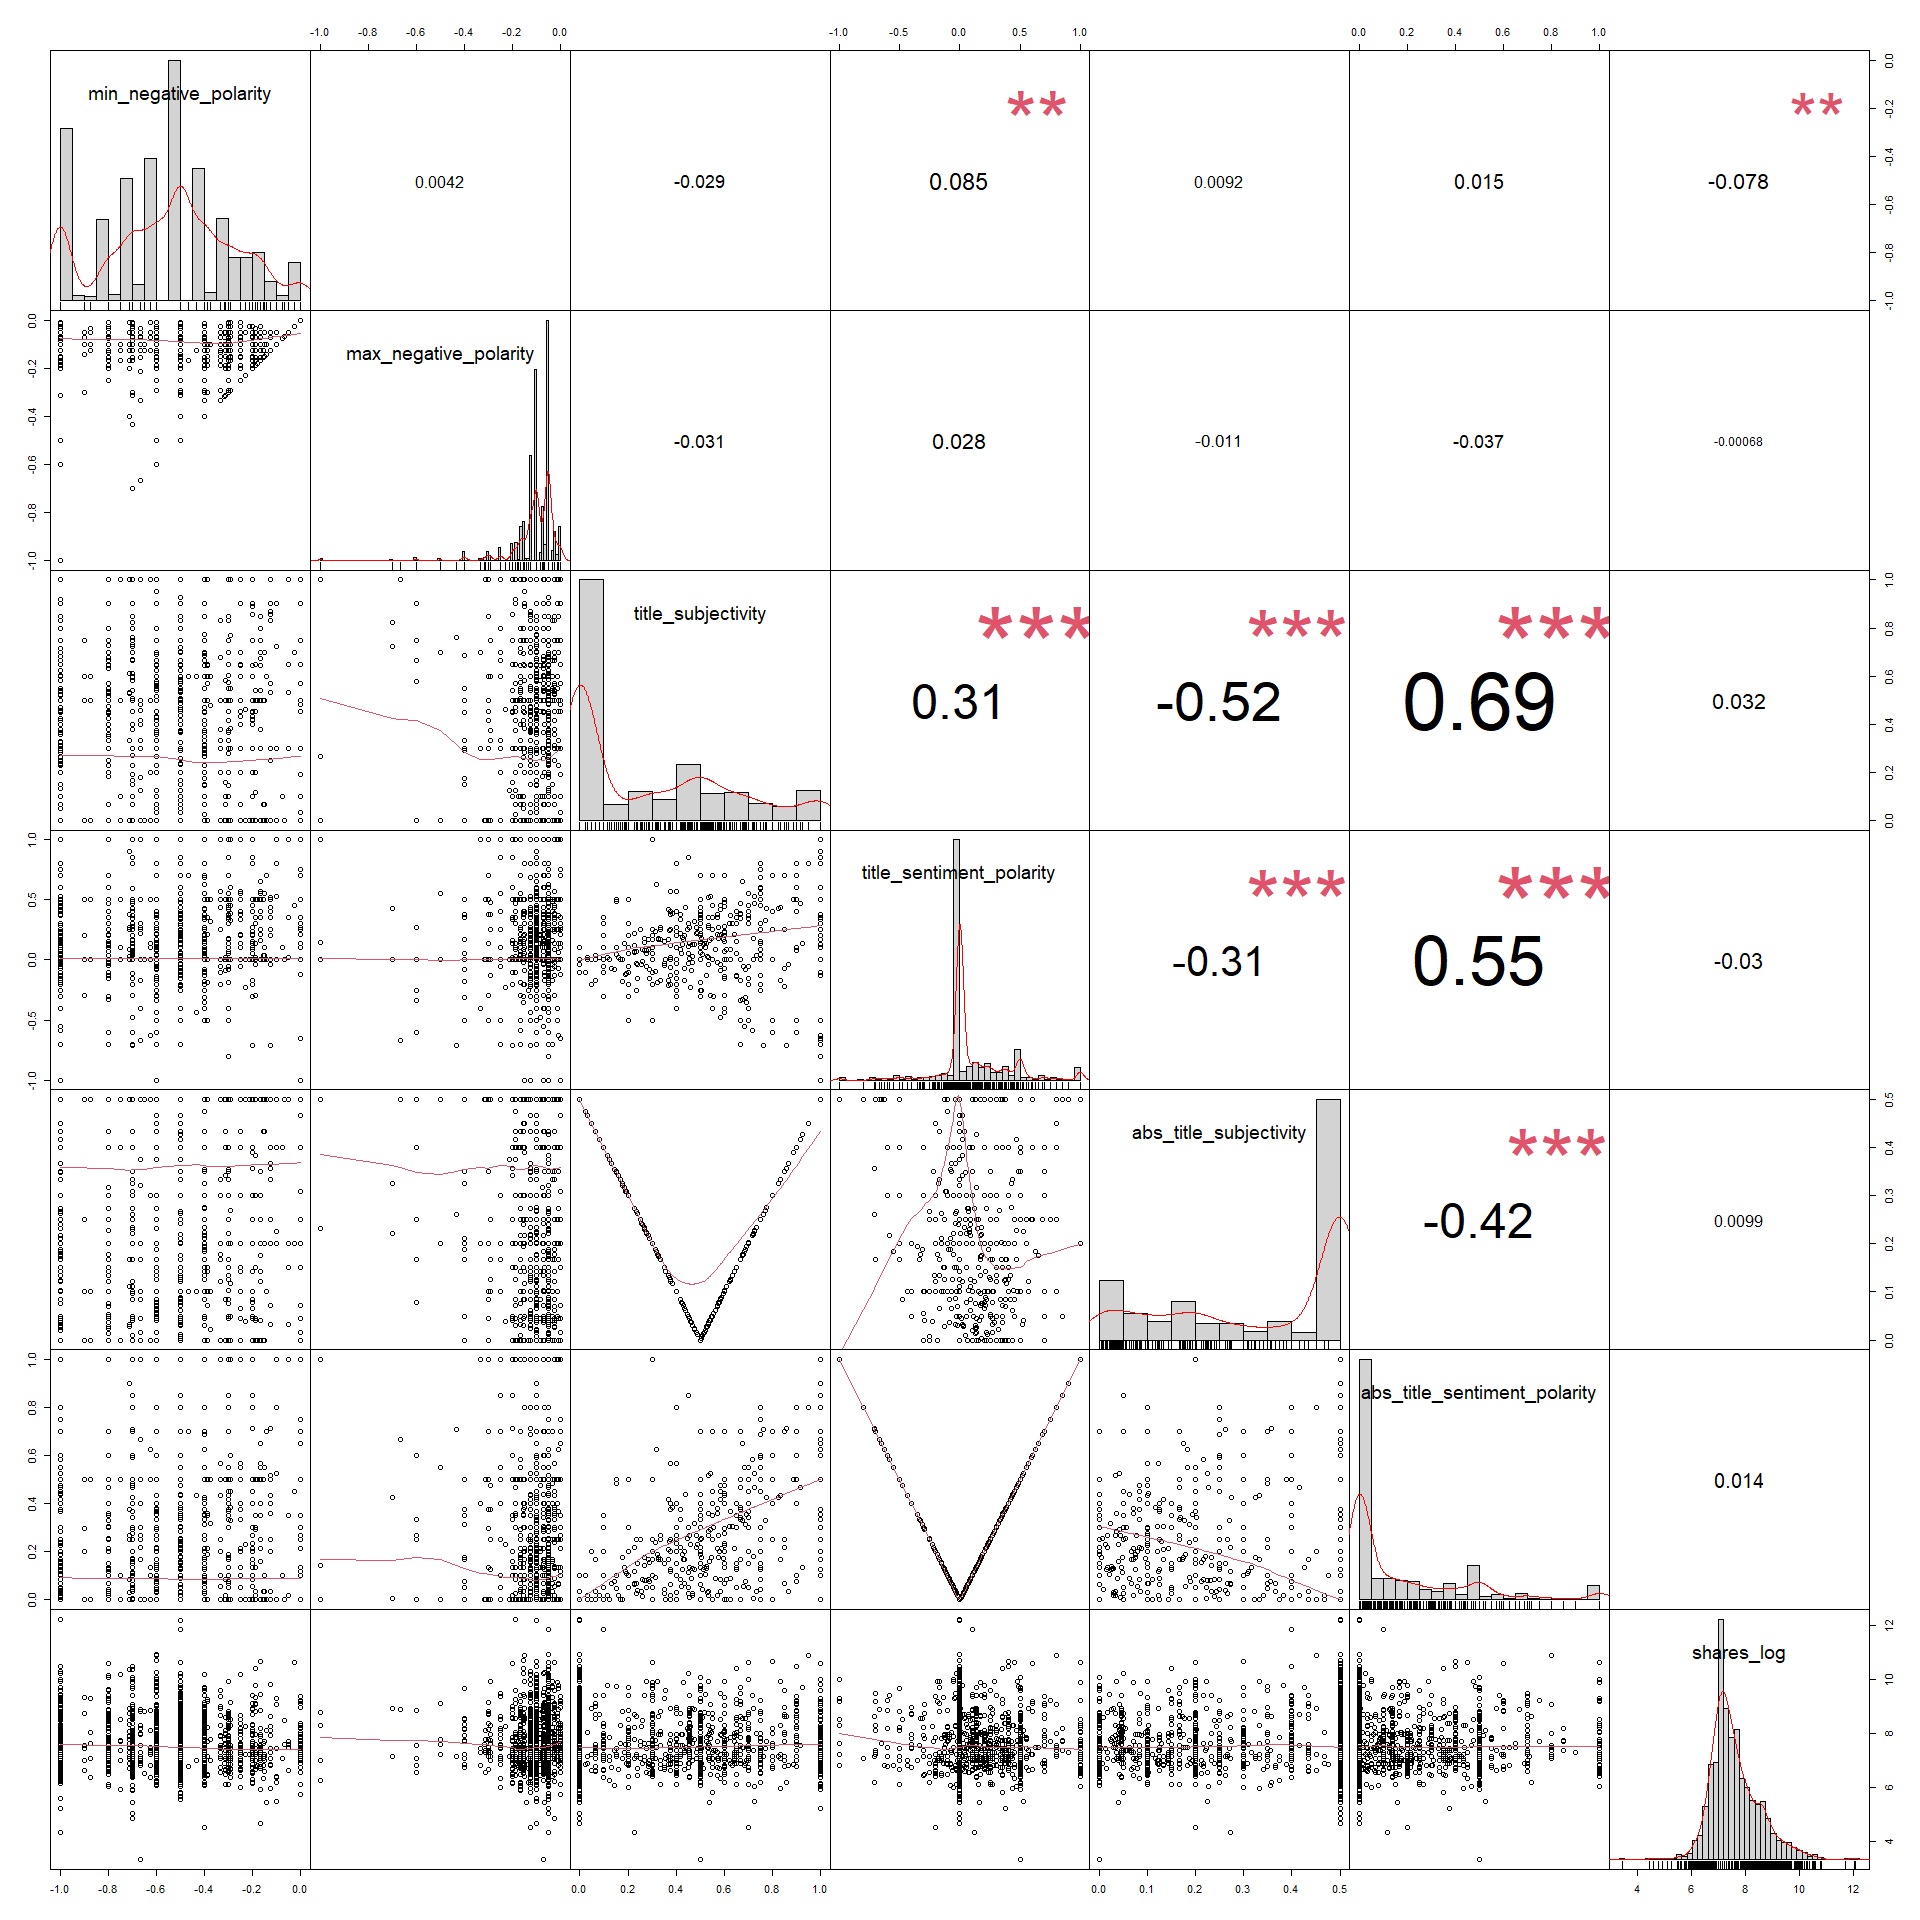 -1.0 -0.8 -0.6 -0.4 -0.2 0.0 -1.0 -0.5 0.0 0.5 1.0 0.0 0.2 0.4 0.6 0.8 1.0
min_negative_polarity ** **
0.0042 -0.029 0.085 0.0092 0.015 -0.078
0.0 -0.2 -0.4 -0.6 -0.8 -1.0
max_negative_polarity
-0.031 0.028 -0.011 -0.037 -0.00068
0.0 -0.2 -0.4 -0.6 -0.8 -1.0
title_subjectivity *** *** ***
0.31 -0.52 0.69 0.032
1.0 0.8 0.6 0.4 0.2 0.0
title_sentiment_polarity *** ***
-0.31 0.55 -0.03
1.0 0.5 0.0 -0.5 -1.0
abs_title_subjectivity ***
-0.42 0.0099
0.5 0.4 0.3 0.2 0.1 0.0
abs_title_sentiment_polarity
0.014
1.0 0.8 0.6 0.4 0.2 0.0
shares_log
12 10 8 6 4
-1.0 -0.8 -0.6 -0.4 -0.2 0.0 0.0 0.2 0.4 0.6 0.8 1.0 0.0 0.1 0.2 0.3 0.4 0.5 4 6 8 10 12